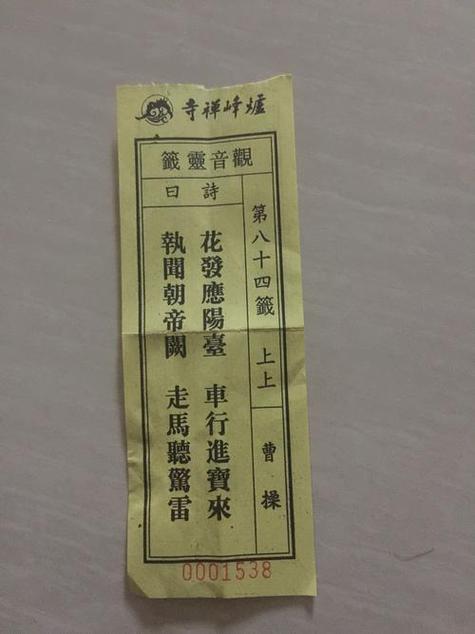 爐峰禪寺
觀音靈籤
第八十四籤 上上 曹操
詩曰
花發應陽臺 車行進寶來
執聞朝帝闕 走馬聽驚雷
0001538